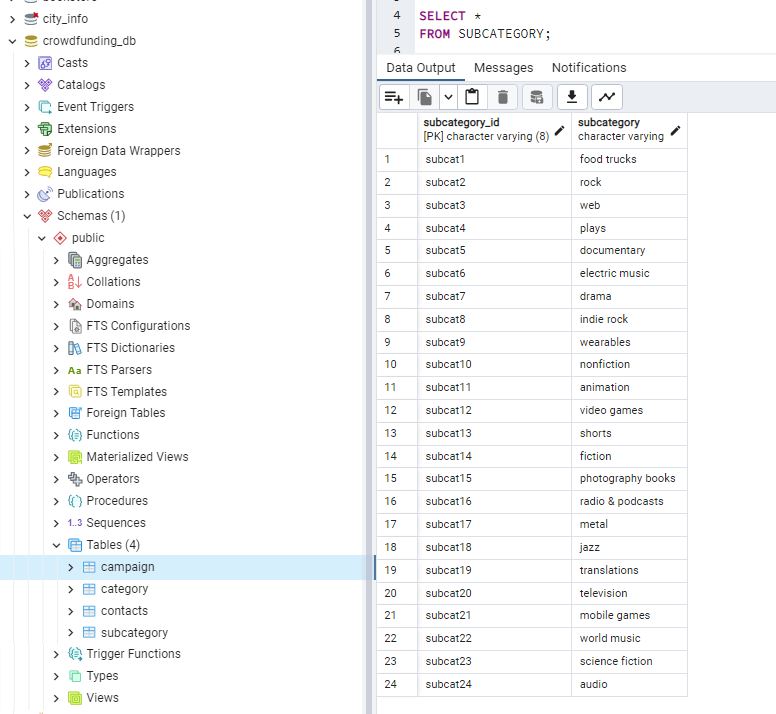 city_info
crowdfunding_db
Casts
Catalogs
Event Triggers
Extensions
Foreign Data Wrappers
Languages
Publications
Schemas (1)
public
Aggregates
Collations
Domains
FTS Configurations
FTS Dictionaries
Aa FTS Parsers
FTS Templates
Foreign Tables
Functions
Materialized Views
Operators
Procedures
1..3 Sequences
Tables (4)
campaign
category
contacts
subcategory
Trigger Functions
Types
Views
4 SELECT *
5 FROM SUBCATEGORY;
6
Data Output Messages Notifications
subcategory_id subcategory
[PK] character varying (8) character varying
1 subcat1 food trucks
2 subcat2 rock
3 subcat3 web
4 subcat4 plays
5 subcat5 documentary
6 subcat6 electric music
7 subcat7 drama
8 subcat8 indie rock
9 subcat9 wearables
10 subcat10 nonfiction
11 subcat11 animation
12 subcat12 video games
13 subcat13 shorts
14 subcat14 fiction
15 subcat15 photography books
16 subcat16 radio & podcasts
17 subcat17 metal
18 subcat18 jazz
19 subcat19 translations
20 subcat20 television
21 subcat21 mobile games
22 subcat22 world music
23 subcat23 science fiction
24 subcat24 audio